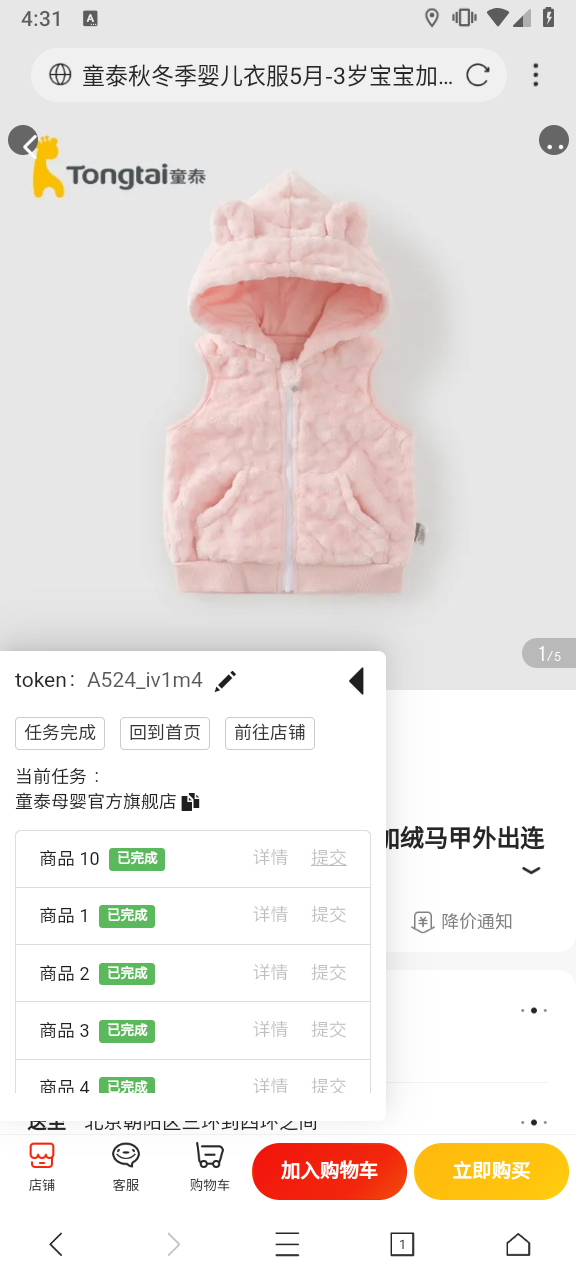 4:31
A
童泰秋冬季婴儿衣服5月-3岁宝宝加...
Tongtai童泰
1/5
token： A524_iv1m4
任务完成 回到首页 前往店铺
当前任务：
童泰母婴官方旗舰店
加绒马甲外出连
商品 10 已完成 详情 提交
商品 1 已完成 详情 提交
降价通知
商品 2 已完成 详情 提交
商品 3 已完成 详情 提交
商品 4 已完成 详情 提交
北京朝阳区三环到四环之间
店铺 客服 购物车 加入购物车 立即购买
1